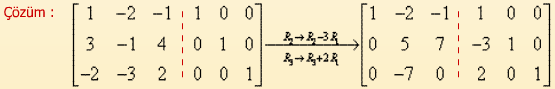 Çözüm : [ 1 -2 -1 ¦ 1 0 0 ] R₂→R₂-3R₁ [ 1 -2 -1 ¦ 1 0 0 ]
[ 3 -1 4 ¦ 0 1 0 ] [ 0 5 7 ¦ -3 1 0 ]
[ -2 -3 2 ¦ 0 0 1 ] R₃→R₃+2R₁ [ 0 -7 0 ¦ 2 0 1 ]